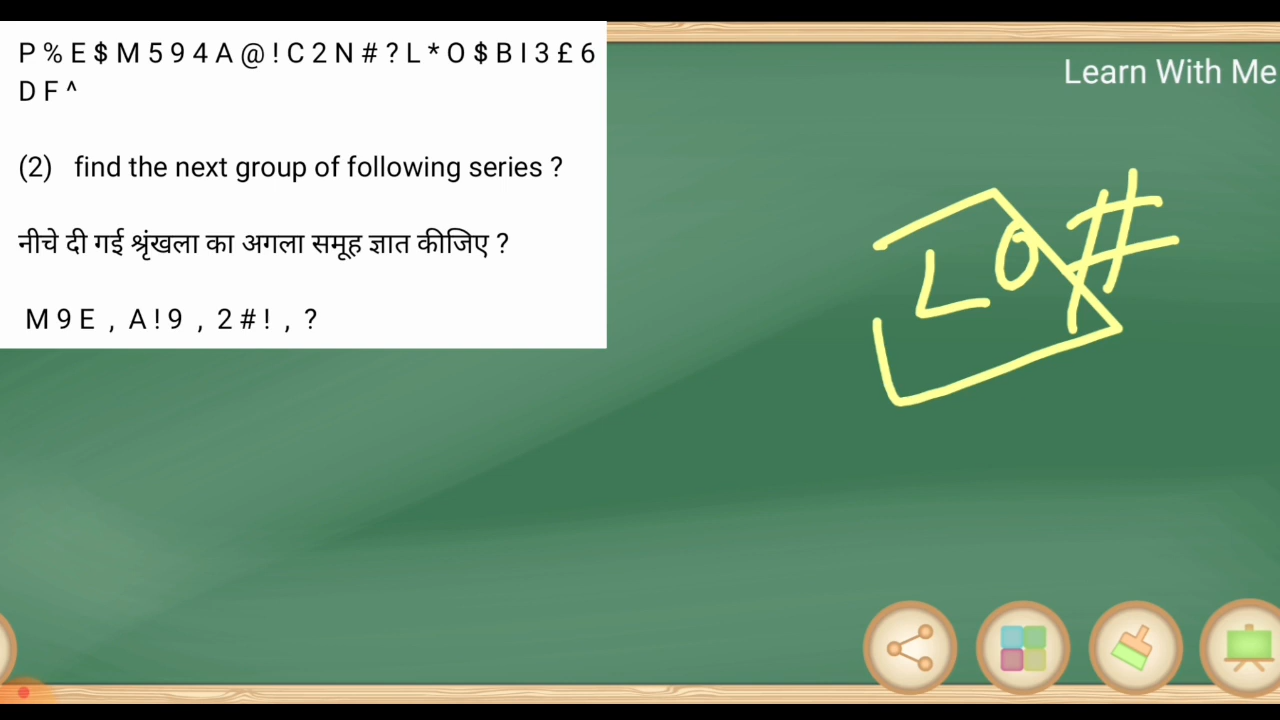 P % E $ M 5 9 4 A @ ! C 2 N # ? L * O $ B I 3 £ 6
D F ^
(2) find the next group of following series ?
नीचे दी गई श्रृंखला का अगला समूह ज्ञात कीजिए ?
M 9 E , A ! 9 , 2 # ! , ?
Learn With Me
L O #